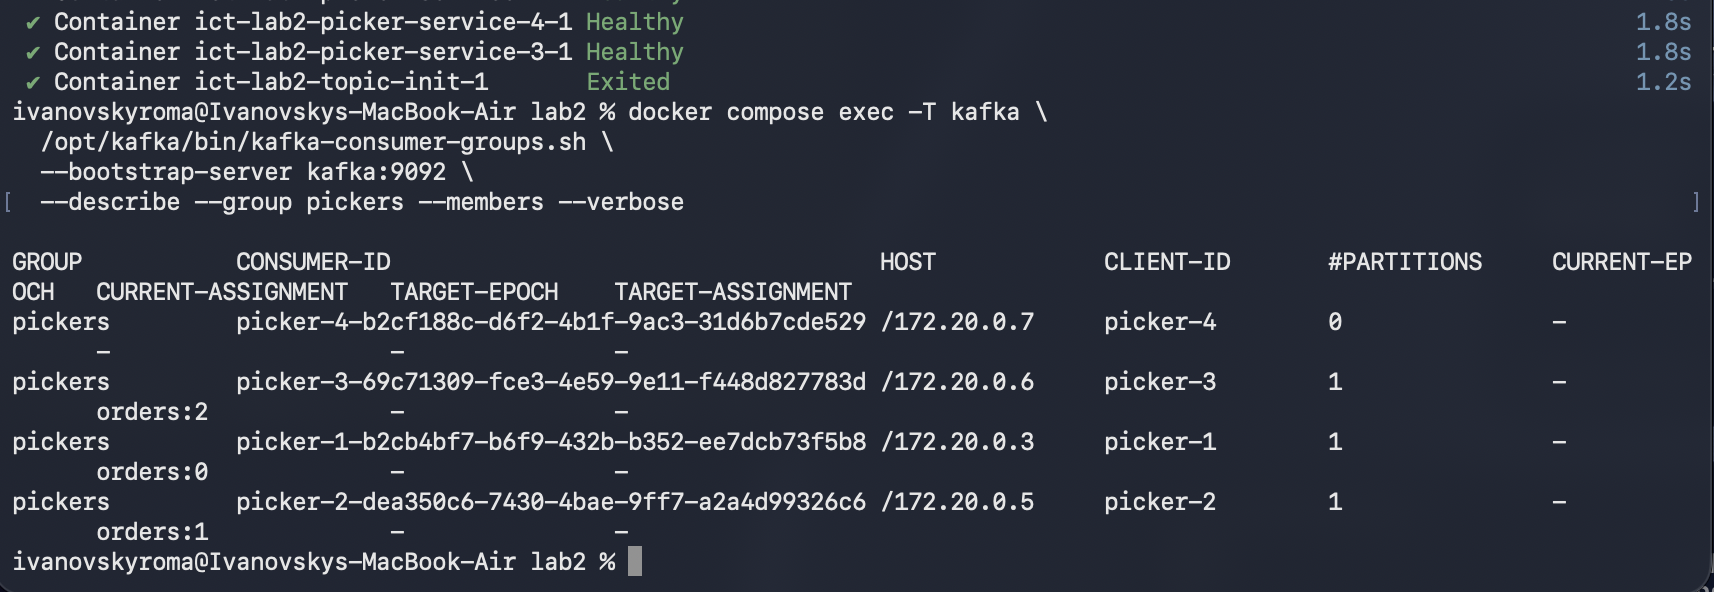 ✔ Container ict-lab2-picker-service-4-1 Healthy 1.8s
✔ Container ict-lab2-picker-service-3-1 Healthy 1.8s
✔ Container ict-lab2-topic-init-1 Exited 1.2s
ivanovskyroma@Ivanovskys-MacBook-Air lab2 % docker compose exec -T kafka \
/opt/kafka/bin/kafka-consumer-groups.sh \
--bootstrap-server kafka:9092 \
[ --describe --group pickers --members --verbose ]
GROUP CONSUMER-ID HOST CLIENT-ID #PARTITIONS CURRENT-EP
OCH CURRENT-ASSIGNMENT TARGET-EPOCH TARGET-ASSIGNMENT
pickers picker-4-b2cf188c-d6f2-4b1f-9ac3-31d6b7cde529 /172.20.0.7 picker-4 0 -
- - -
pickers picker-3-69c71309-fce3-4e59-9e11-f448d827783d /172.20.0.6 picker-3 1 -
orders:2 - -
pickers picker-1-b2cb4bf7-b6f9-432b-b352-ee7dcb73f5b8 /172.20.0.3 picker-1 1 -
orders:0 - -
pickers picker-2-dea350c6-7430-4bae-9ff7-a2a4d99326c6 /172.20.0.5 picker-2 1 -
orders:1 - -
ivanovskyroma@Ivanovskys-MacBook-Air lab2 %